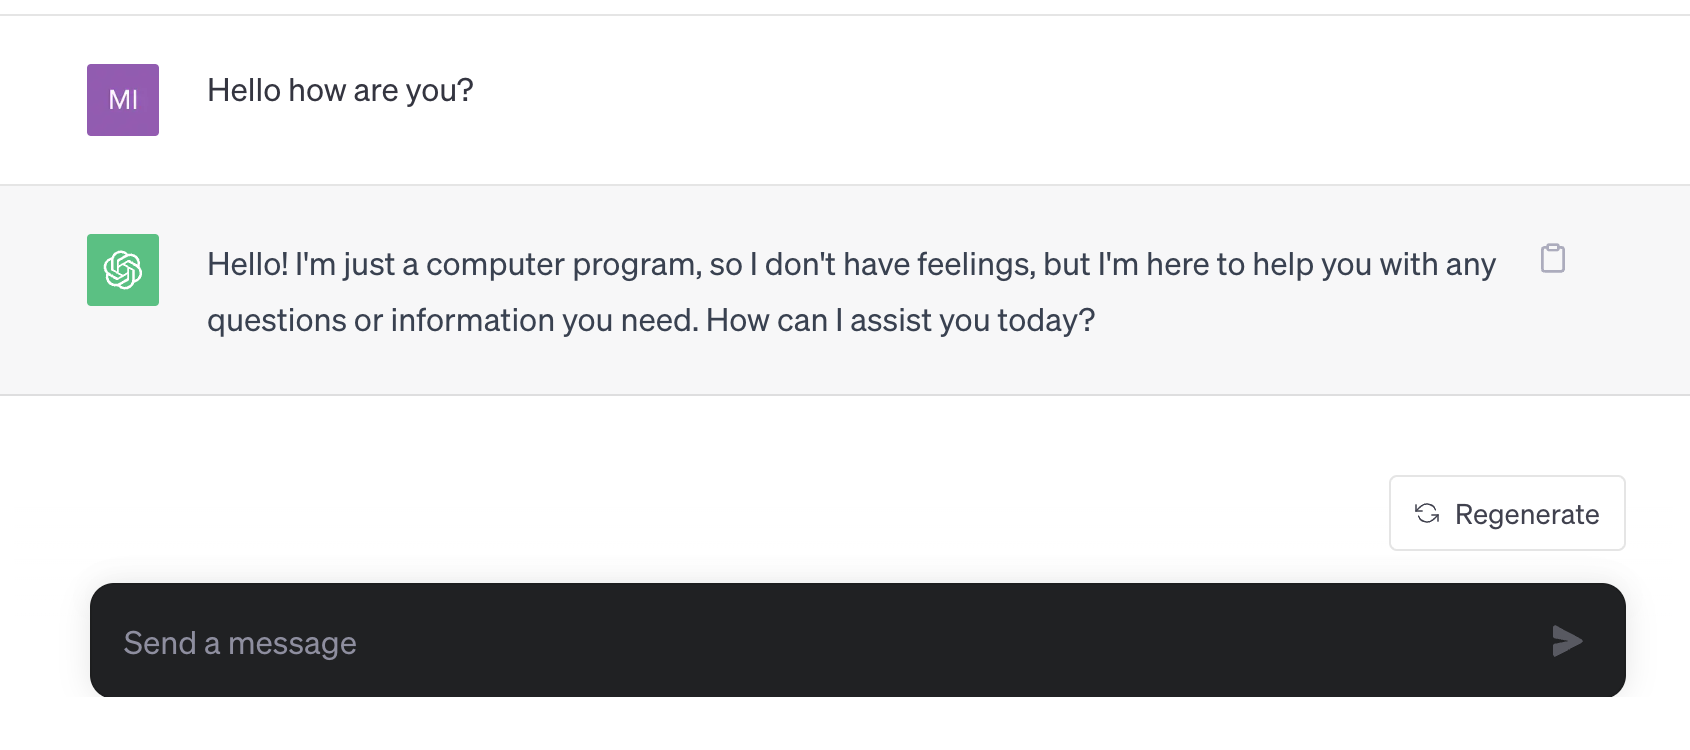 MI
Hello how are you?
Hello! I'm just a computer program, so I don't have feelings, but I'm here to help you with any
questions or information you need. How can I assist you today?
Regenerate
Send a message